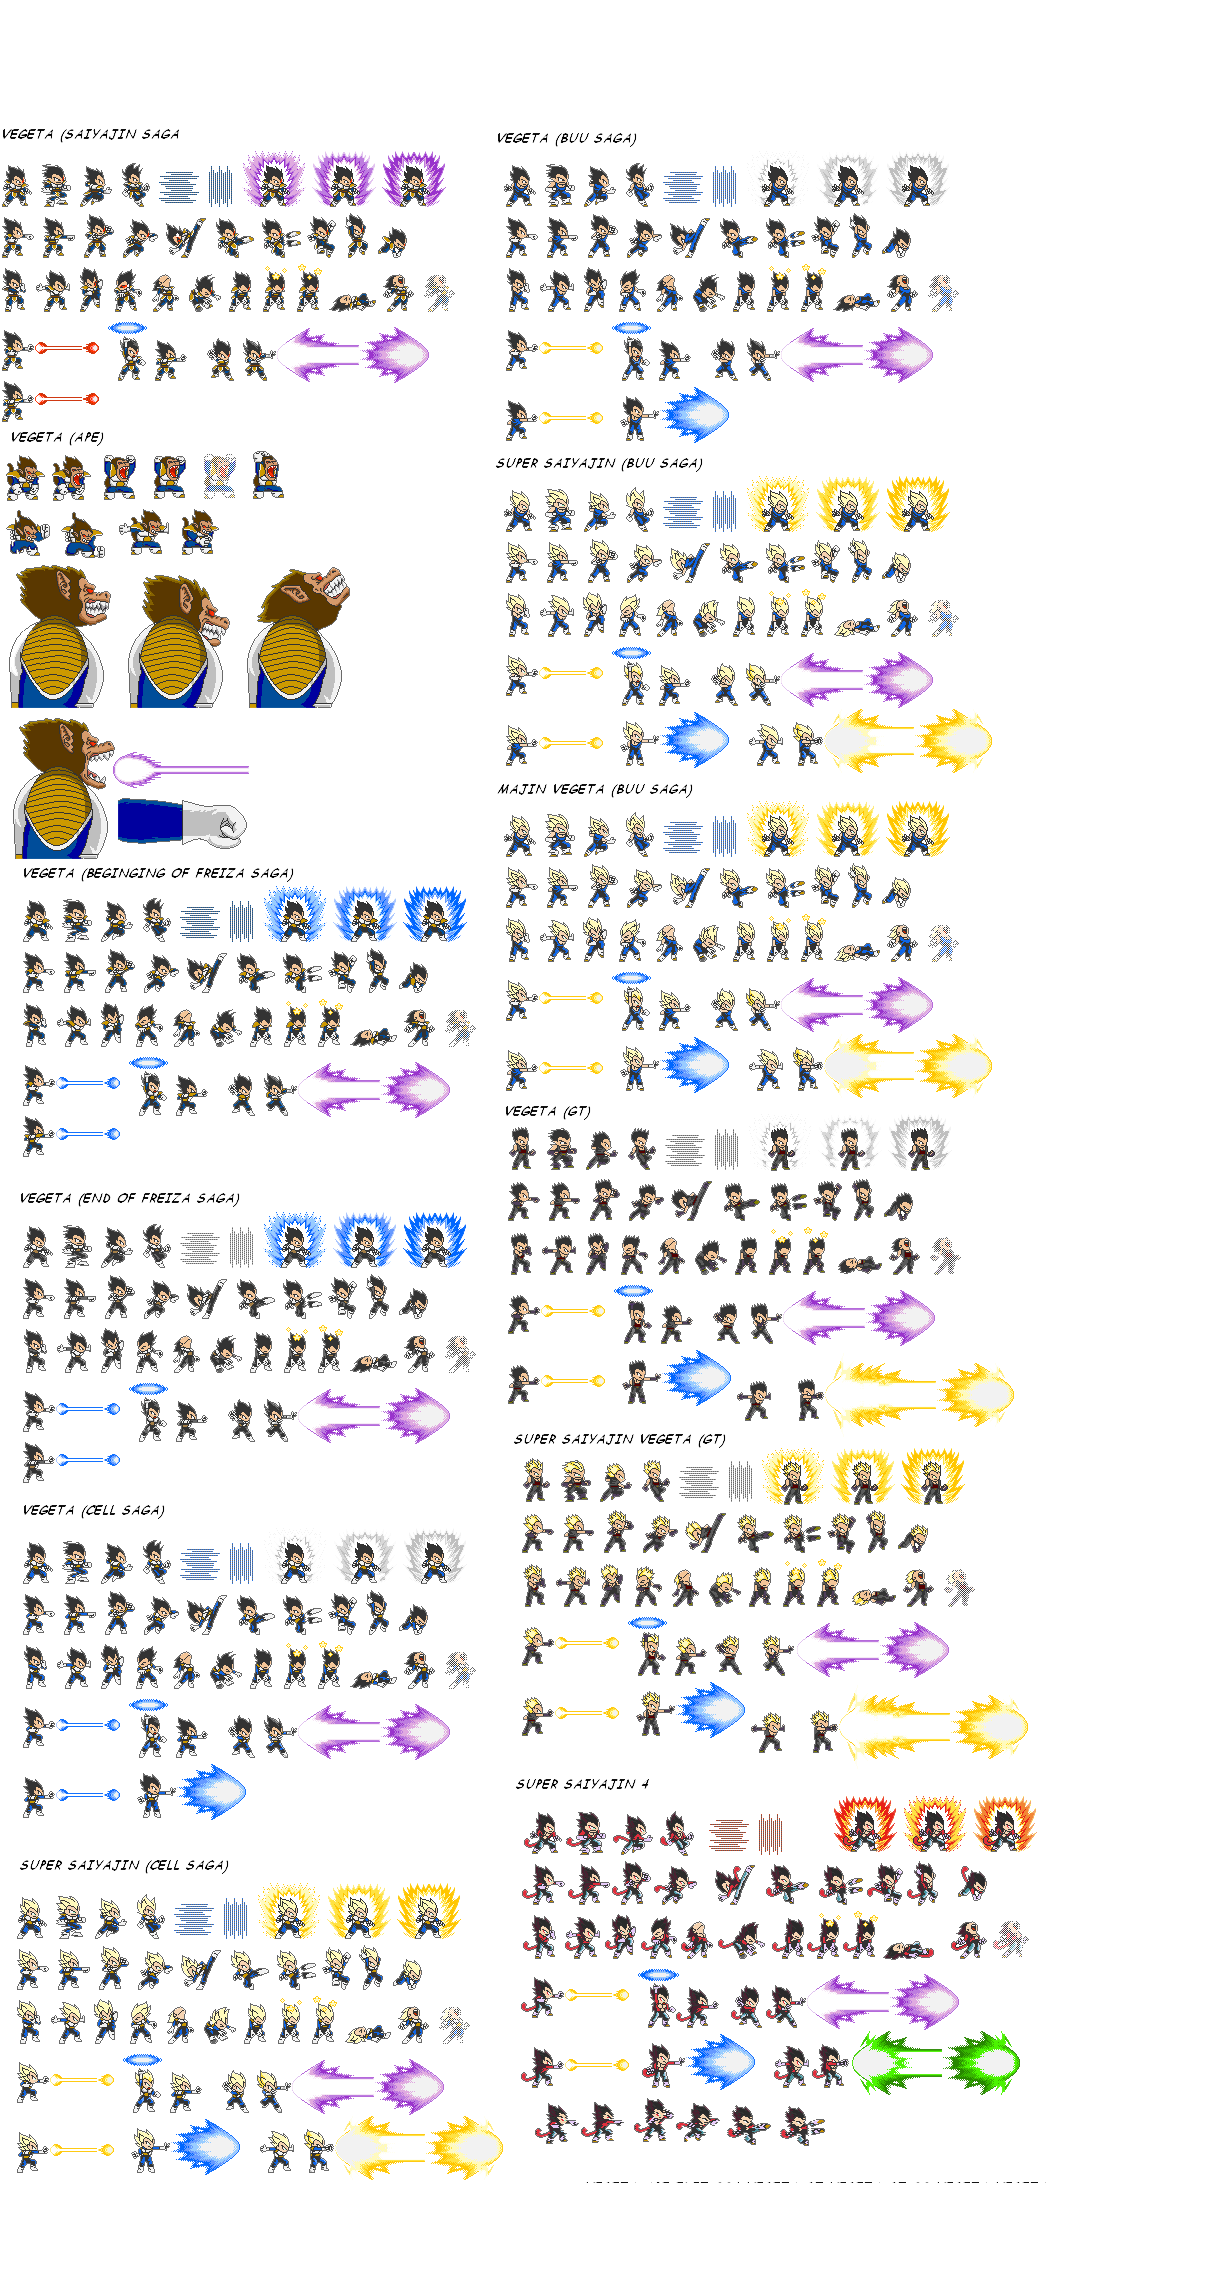 VEGETA (SAIYAJIN SAGA
VEGETA (APE)
VEGETA (BEGINGING OF FREIZA SAGA)
VEGETA (END OF FREIZA SAGA)
VEGETA (CELL SAGA)
SUPER SAIYAJIN (CELL SAGA)
VEGETA (BUU SAGA)
SUPER SAIYAJIN (BUU SAGA)
MAJIN VEGETA (BUU SAGA)
VEGETA (GT)
SUPER SAIYAJIN VEGETA (GT)
SUPER SAIYAJIN 4